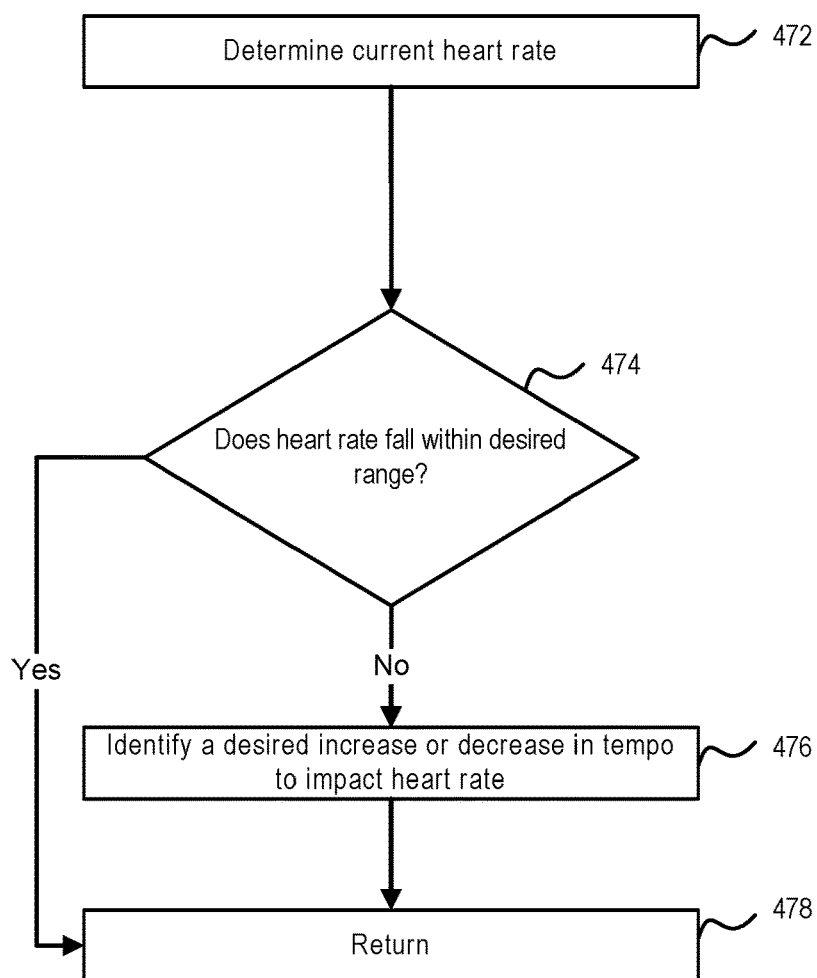 Determine current heart rate
472
474
Does heart rate fall within desired
range?
Yes
No
Identify a desired increase or decrease in tempo
to impact heart rate
476
478
Return